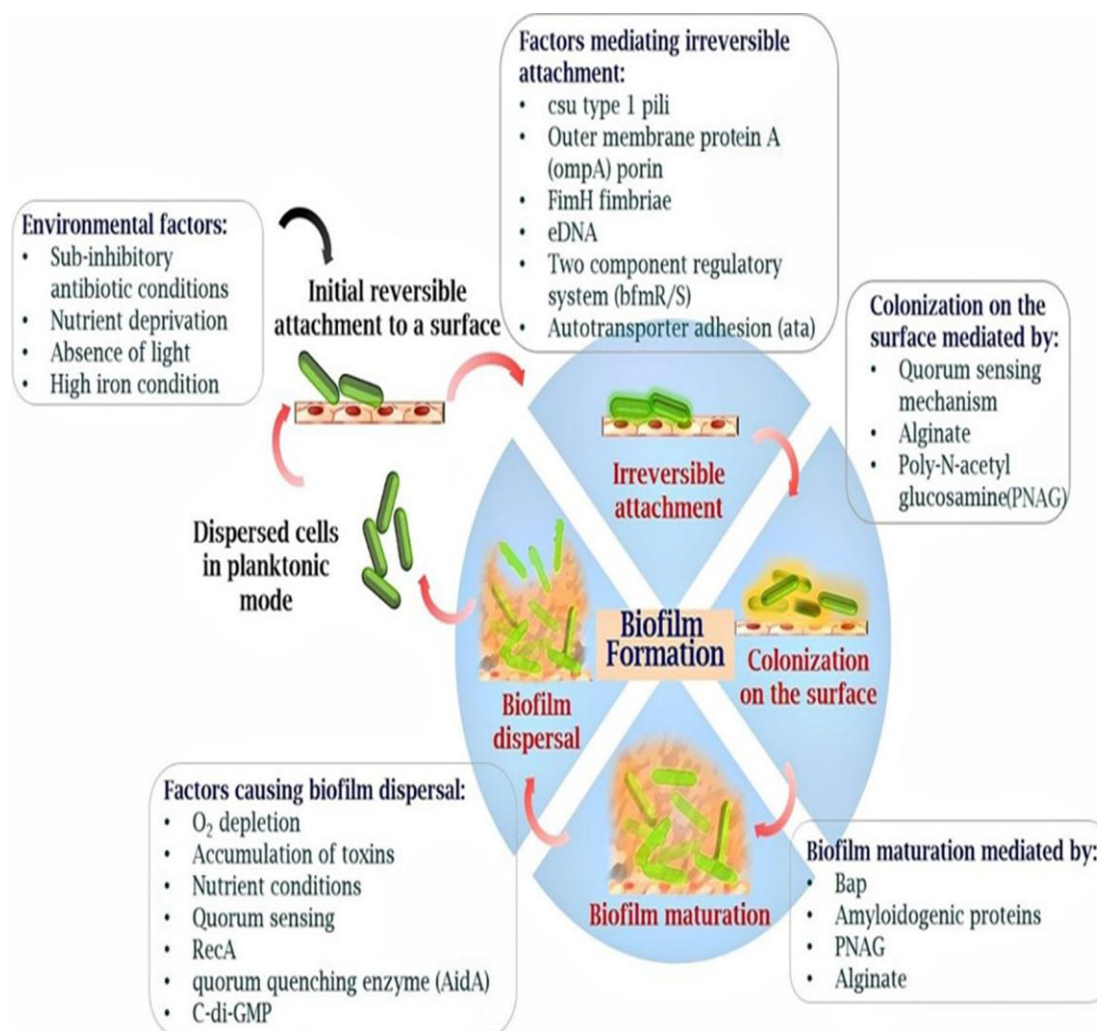 Factors mediating irreversible
attachment:
• csu type 1 pili
• Outer membrane protein A
(ompA) porin
• FimH fimbriae
• eDNA
• Two component regulatory
system (bfmR/S)
• Autotransporter adhesion (ata)
Environmental factors:
• Sub-inhibitory
antibiotic conditions
• Nutrient deprivation
• Absence of light
• High iron condition
Initial reversible
attachment to a surface
Colonization on the
surface mediated by:
• Quorum sensing
mechanism
• Alginate
• Poly-N-acetyl
glucosamine(PNAG)
Irreversible
attachment
Dispersed cells
in planktonic
mode
Biofilm
Formation
Colonization
on the surface
Biofilm
dispersal
Biofilm maturation
Factors causing biofilm dispersal:
• O₂ depletion
• Accumulation of toxins
• Nutrient conditions
• Quorum sensing
• RecA
• quorum quenching enzyme (AidA)
• C-di-GMP
Biofilm maturation mediated by:
• Bap
• Amyloidogenic proteins
• PNAG
• Alginate